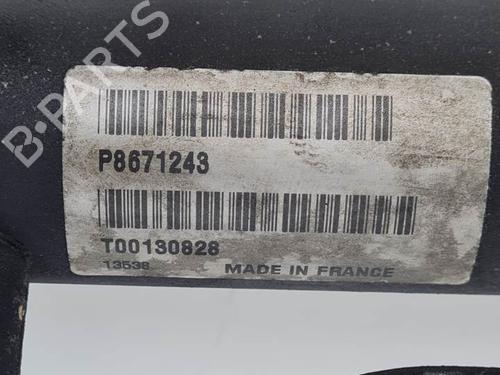 B-PARTS
P8671243
T00130828
13538 MADE IN FRANCE